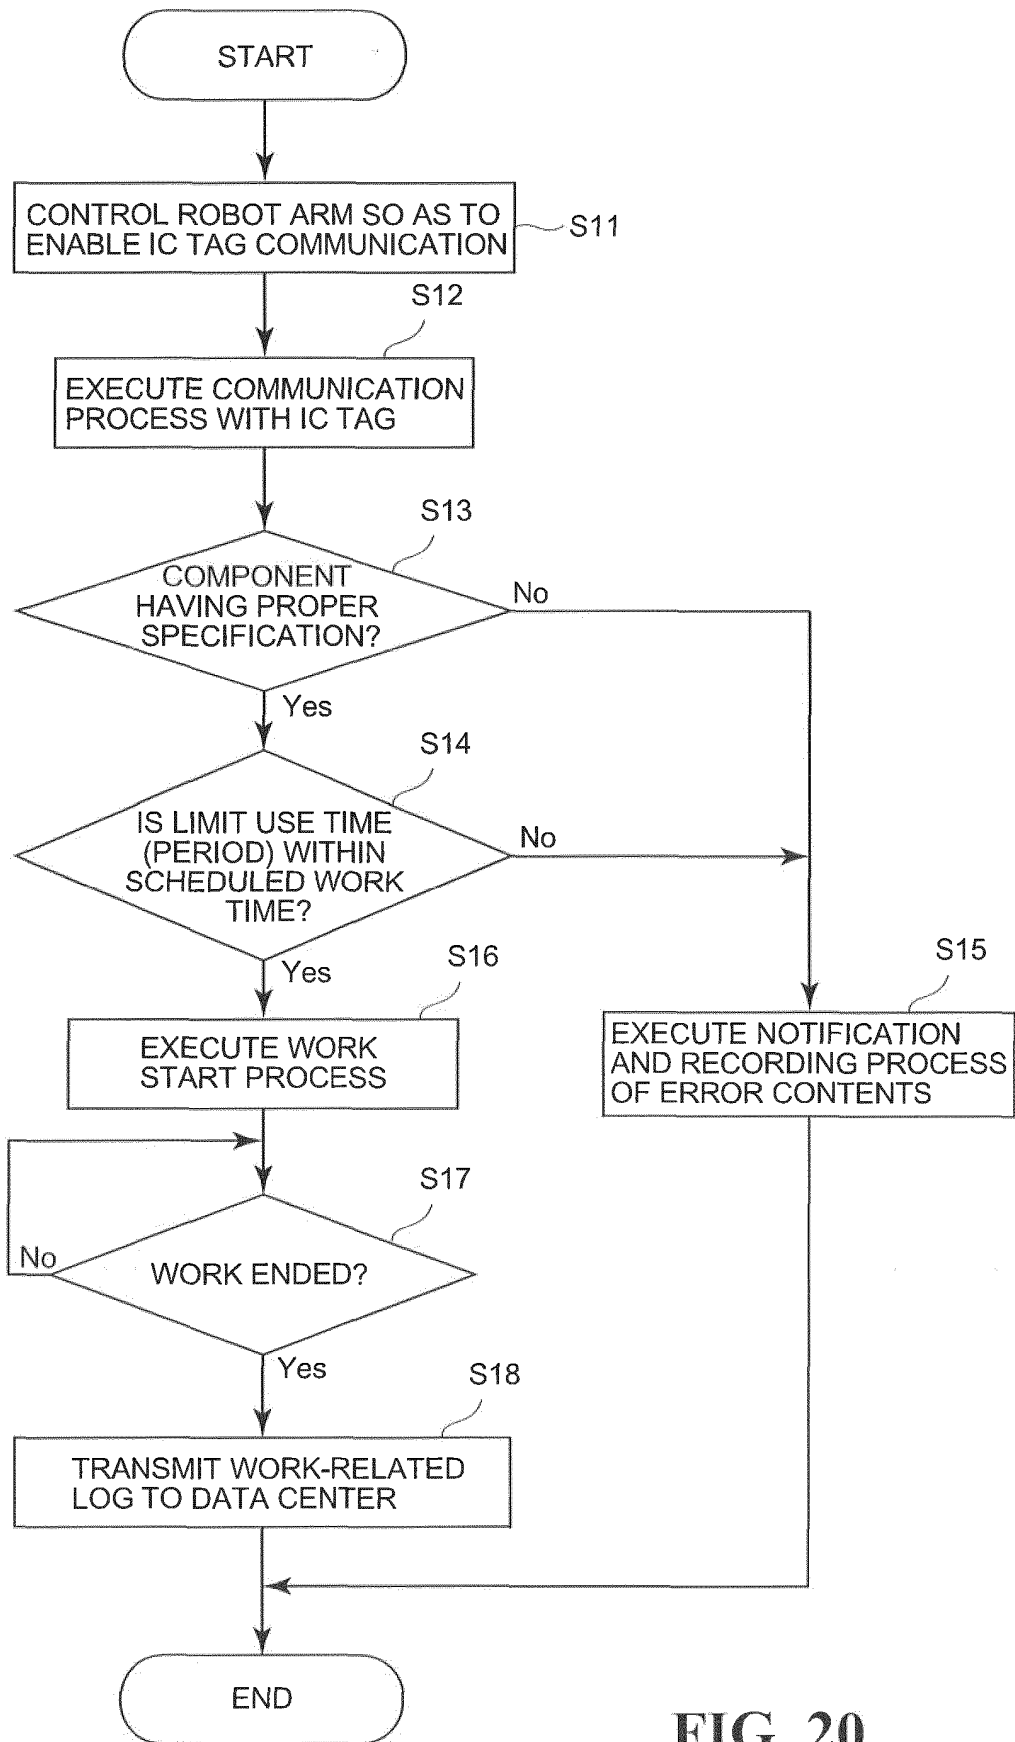 START
CONTROL ROBOT ARM SO AS TO
ENABLE IC TAG COMMUNICATION
S11
S12
EXECUTE COMMUNICATION
PROCESS WITH IC TAG
S13
COMPONENT
HAVING PROPER
SPECIFICATION?
No
Yes
S14
IS LIMIT USE TIME
(PERIOD) WITHIN
SCHEDULED WORK
TIME?
No
Yes
S16
EXECUTE WORK
START PROCESS
S15
EXECUTE NOTIFICATION
AND RECORDING PROCESS
OF ERROR CONTENTS
S17
WORK ENDED?
No
Yes
S18
TRANSMIT WORK-RELATED
LOG TO DATA CENTER
END
FIG. 20